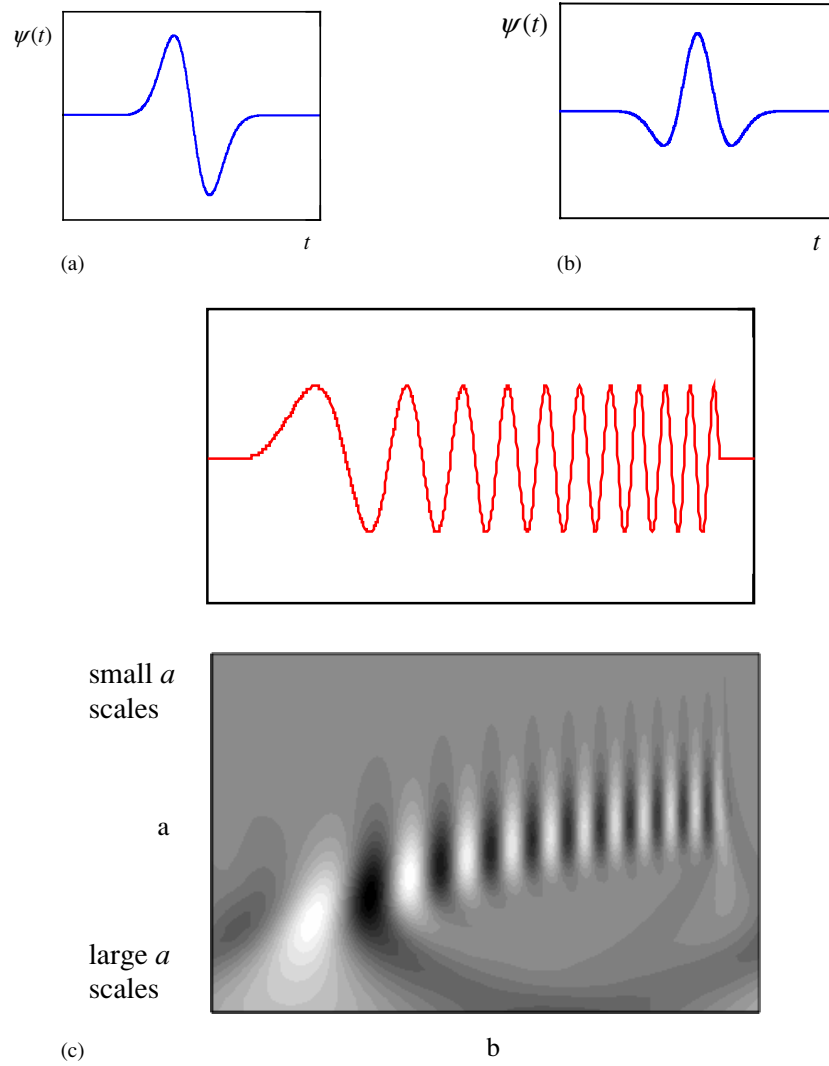 ψ(t)
ψ(t)
t
t
(a)
(b)
small a
scales
a
large a
scales
(c)
b